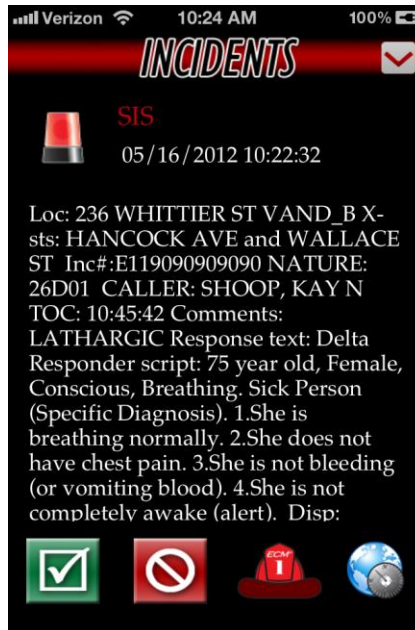 Verizon 10:24 AM 100%
INCIDENTS
SIS
05/16/2012 10:22:32
Loc: 236 WHITTIER ST VAND_B X-
sts: HANCOCK AVE and WALLACE
ST Inc#:E119090909090 NATURE:
26D01 CALLER: SHOOP, KAY N
TOC: 10:45:42 Comments:
LATHARGIC Response text: Delta
Responder script: 75 year old, Female,
Conscious, Breathing. Sick Person
(Specific Diagnosis). 1.She is
breathing normally. 2.She does not
have chest pain. 3.She is not bleeding
(or vomiting blood). 4.She is not
completely awake (alert). Disp:
ECM
1